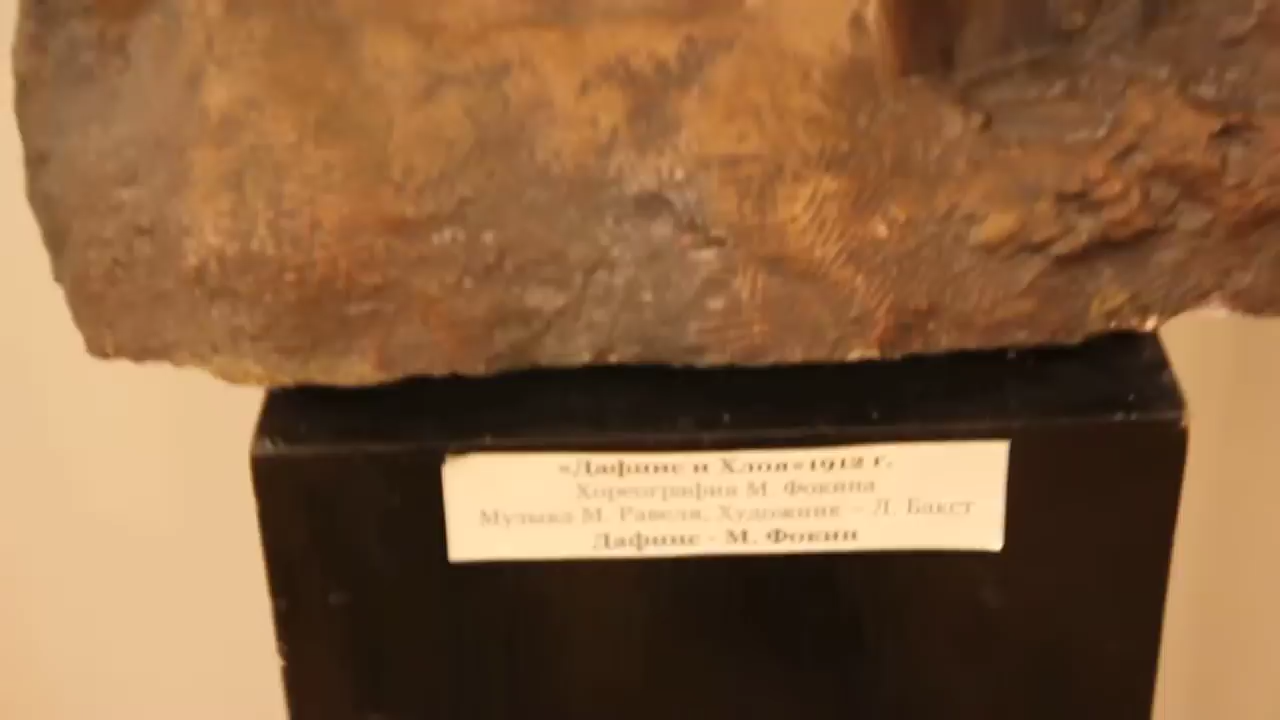 «Дафнис и Хлоя»1912 г.
Хореография М. Фокина
Музыка М. Равеля, Художник – Л. Бакст
Дафнис - М. Фокин